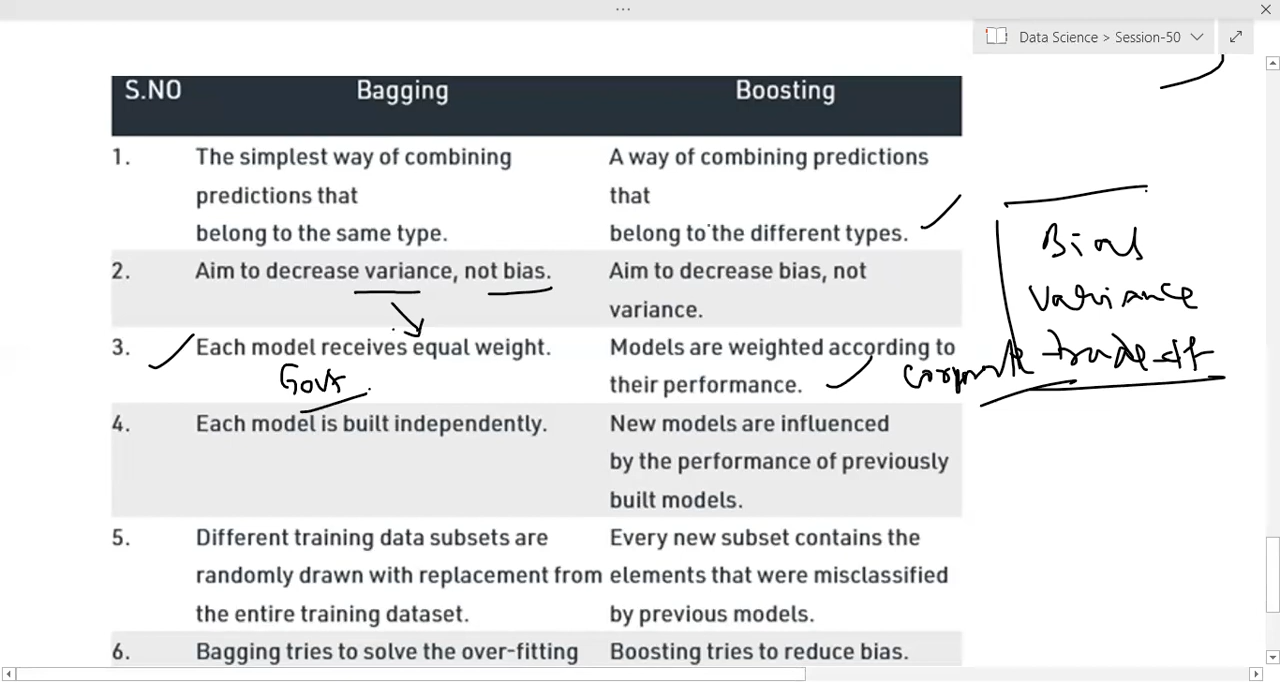 Data Science > Session-50
S.NO Bagging Boosting
1. The simplest way of combining A way of combining predictions
predictions that that
belong to the same type. belong to the different types.
Bias
2. Aim to decrease variance, not bias. Aim to decrease bias, not
Variance
variance.
3. Each model receives equal weight. Models are weighted according to
trade off
Govt their performance. corporate
4. Each model is built independently. New models are influenced
by the performance of previously
built models.
5. Different training data subsets are Every new subset contains the
randomly drawn with replacement from elements that were misclassified
the entire training dataset. by previous models.
6. Bagging tries to solve the over-fitting Boosting tries to reduce bias.